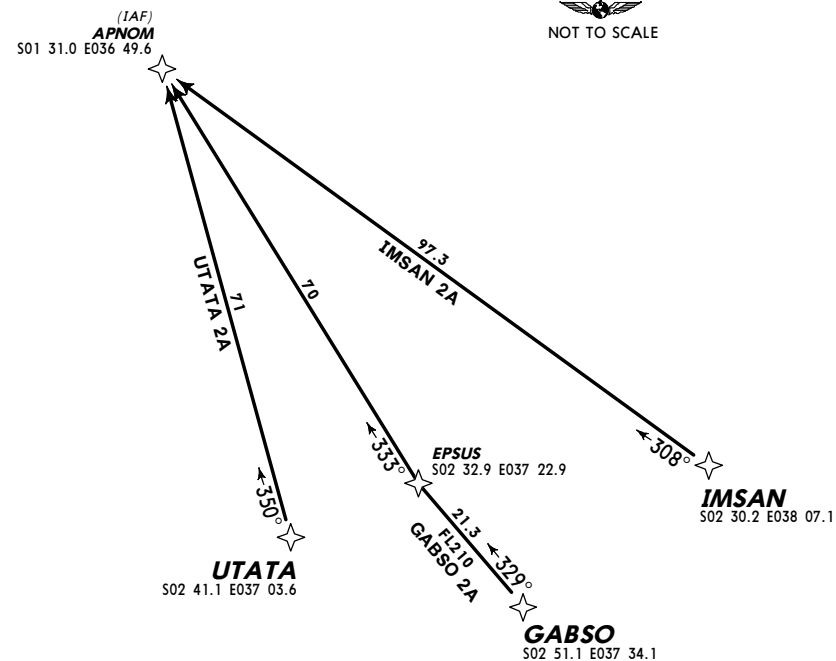 (IAF)
APNOM
S01 31.0 E036 49.6
NOT TO SCALE
97.3
IMSAN 2A
70
71
UTATA 2A
308°
IMSAN
S02 30.2 E038 07.1
333°
EPSUS
S02 32.9 E037 22.9
350°
UTATA
S02 41.1 E037 03.6
21.3
FL210
GABSO 2A
329°
GABSO
S02 51.1 E037 34.1